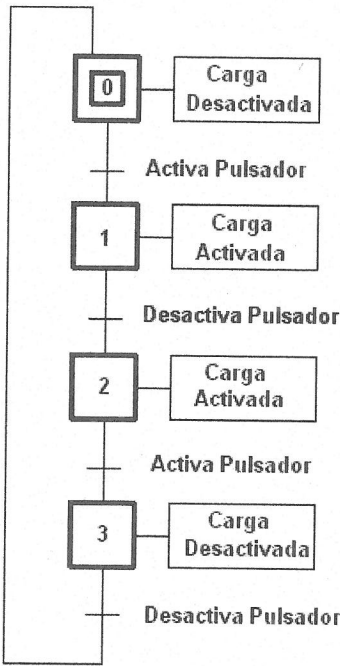 0
Carga
Desactivada
Activa Pulsador
1
Carga
Activada
Desactiva Pulsador
2
Carga
Activada
Activa Pulsador
3
Carga
Desactivada
Desactiva Pulsador